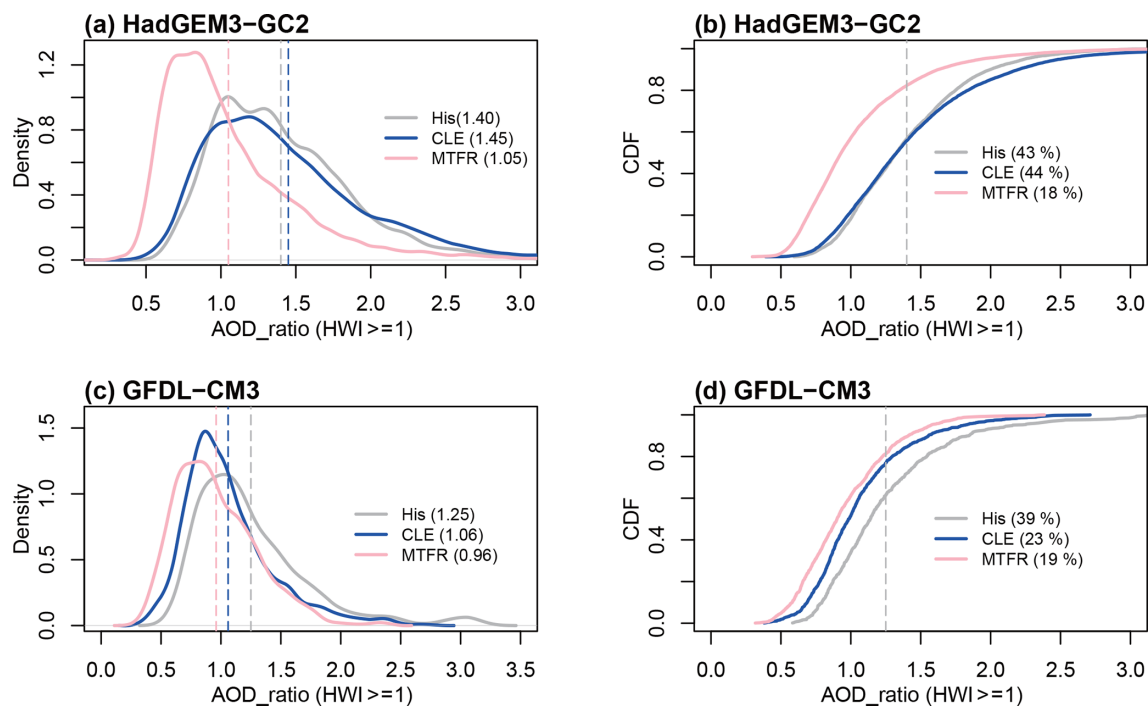 (a) HadGEM3−GC2
Density
0.0 0.4 0.8 1.2
His(1.40)
CLE (1.45)
MTFR (1.05)
0.5 1.0 1.5 2.0 2.5 3.0
AOD_ratio (HWI >=1)
(b) HadGEM3−GC2
CDF
0.0 0.4 0.8
His (43 %)
CLE (44 %)
MTFR (18 %)
0.0 0.5 1.0 1.5 2.0 2.5 3.0
AOD_ratio (HWI >=1)
(c) GFDL−CM3
Density
0.0 0.5 1.0 1.5
His (1.25)
CLE (1.06)
MTFR (0.96)
0.0 0.5 1.0 1.5 2.0 2.5 3.0 3.5
AOD_ratio (HWI >=1)
(d) GFDL−CM3
CDF
0.0 0.4 0.8
His (39 %)
CLE (23 %)
MTFR (19 %)
0.0 0.5 1.0 1.5 2.0 2.5 3.0
AOD_ratio (HWI >=1)